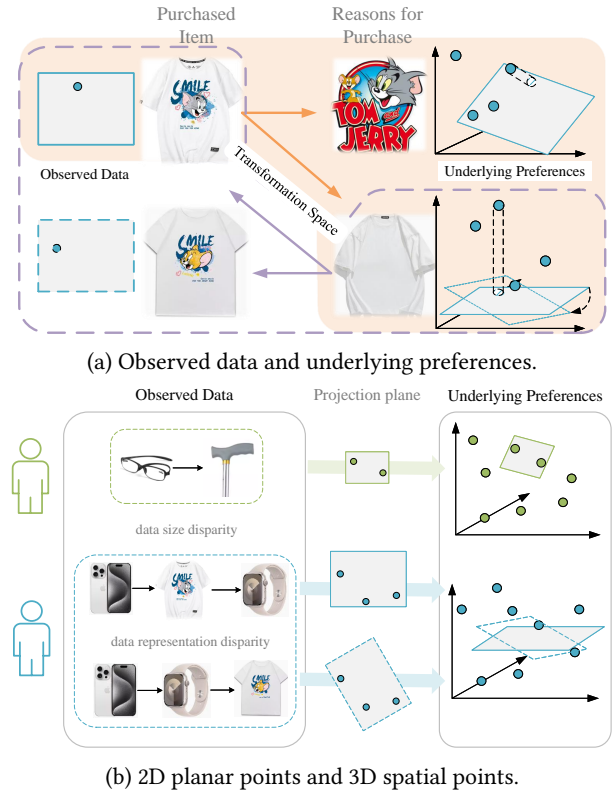 Purchased
Item
Reasons for
Purchase
SMILE
TOM
AND
JERRY
Observed Data
Transformation Space
Underlying Preferences
SMILE
(a) Observed data and underlying preferences.
Observed Data
Projection plane
Underlying Preferences
data size disparity
SMILE
data representation disparity
SMILE
(b) 2D planar points and 3D spatial points.